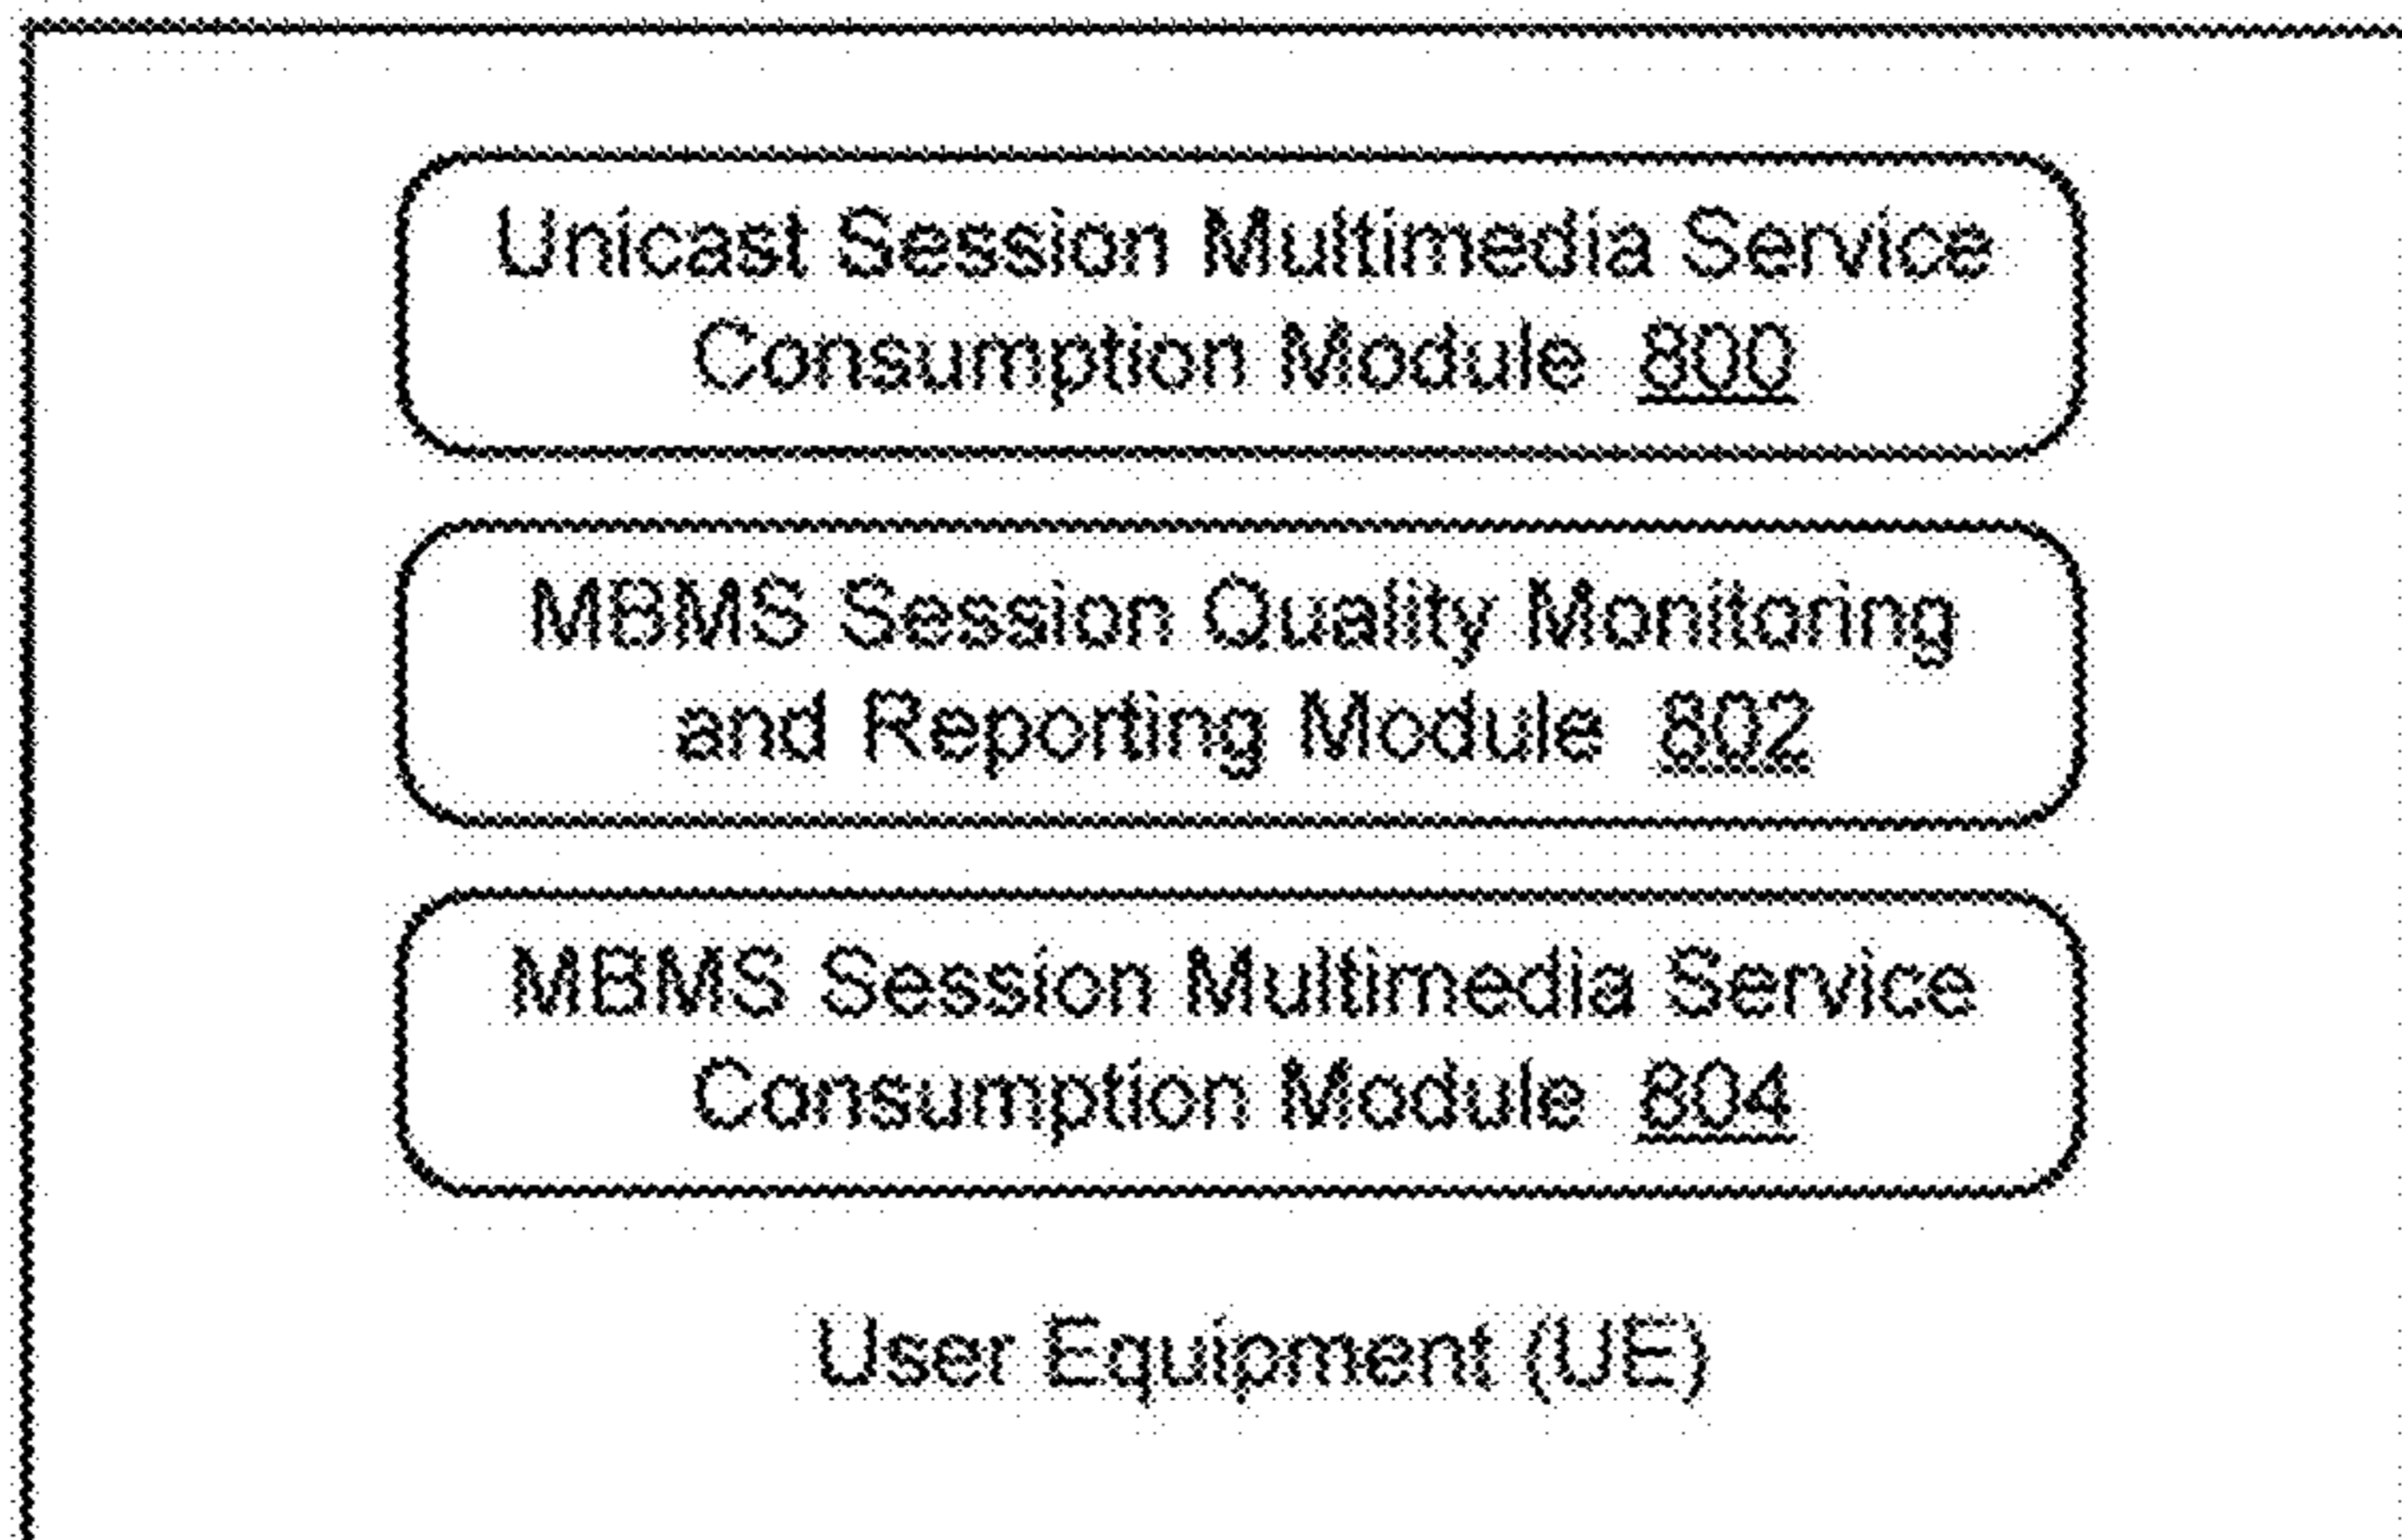 Unicast Session Multimedia Service
Consumption Module 800
MBMS Session Quality Monitoring
and Reporting Module 802
MBMS Session Multimedia Service
Consumption Module 804
User Equipment (UE)